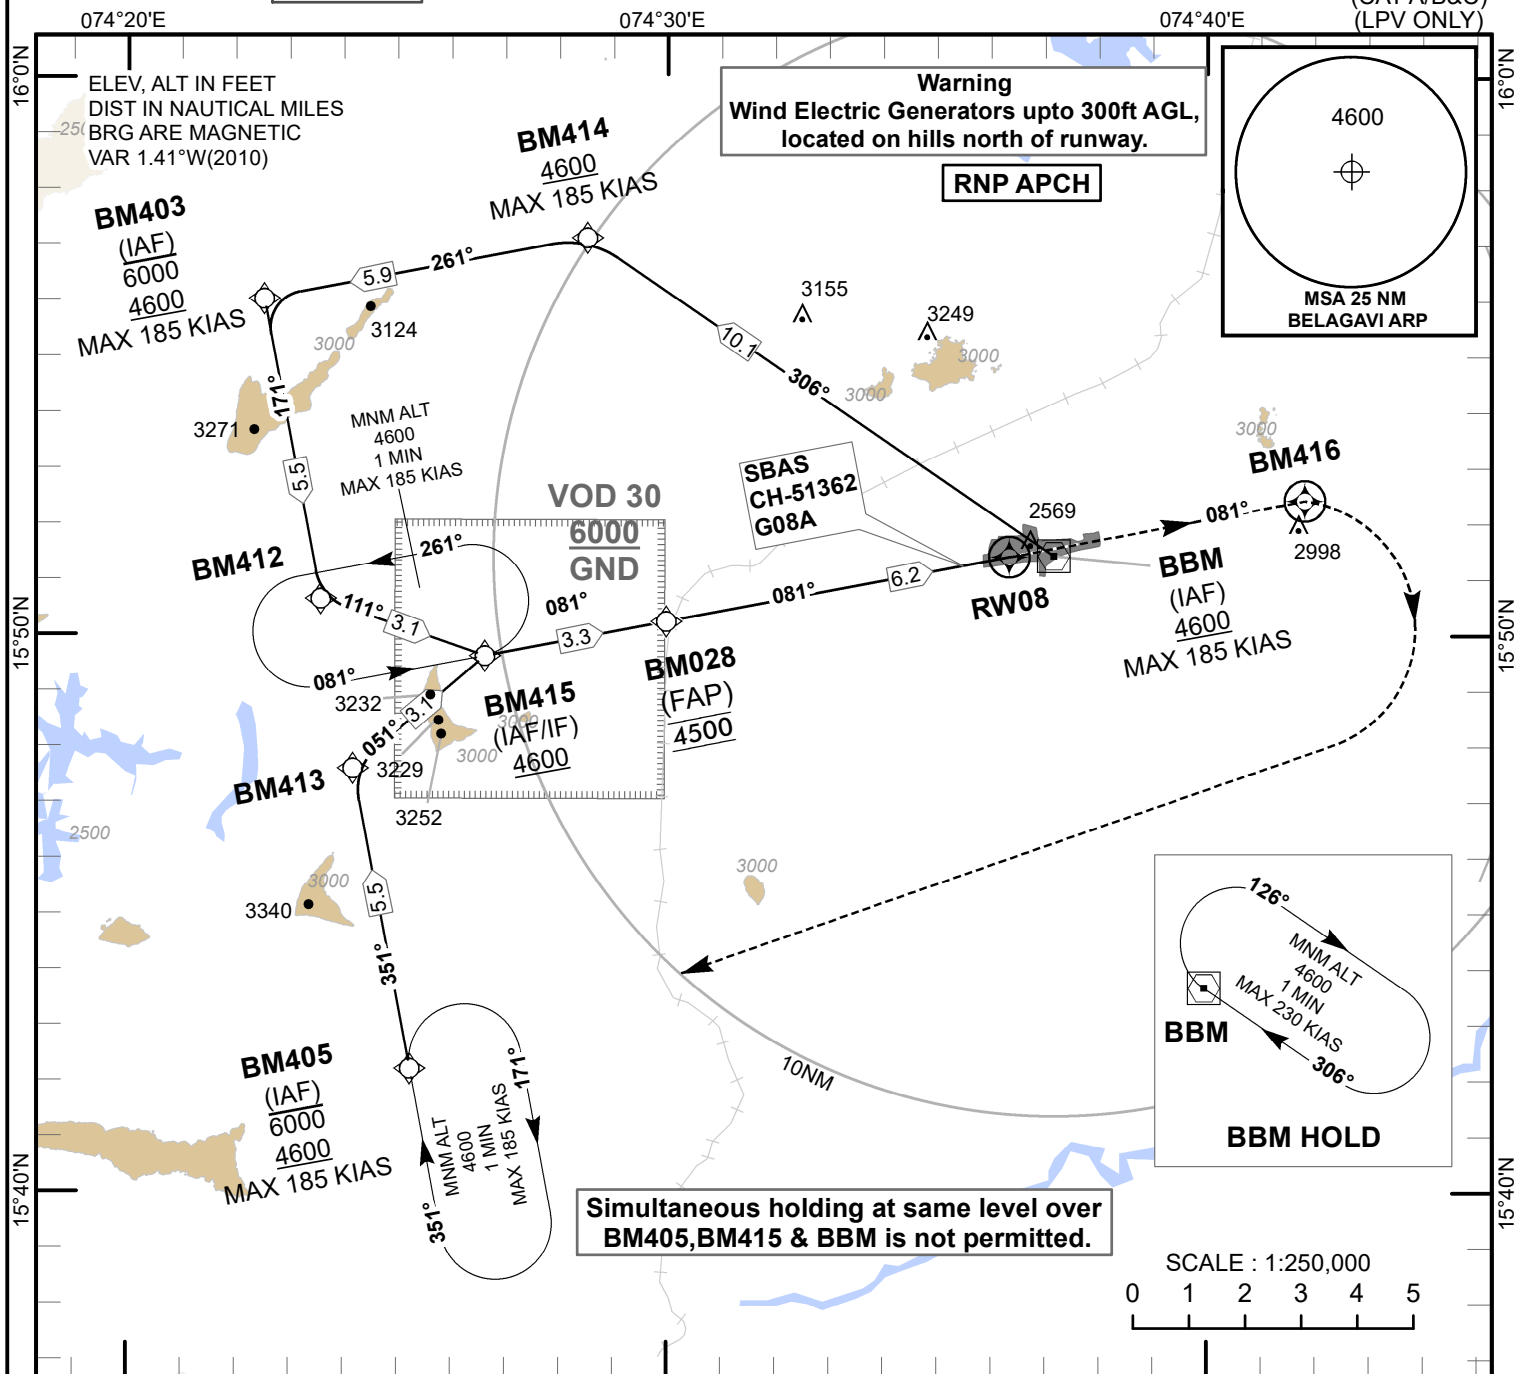 (CAT A/B&C)
(LPV ONLY)
074°20'E
074°30'E
074°40'E
16°0'N
16°0'N
ELEV, ALT IN FEET
DIST IN NAUTICAL MILES
BRG ARE MAGNETIC
VAR 1.41°W(2010)
250
Warning
Wind Electric Generators upto 300ft AGL,
located on hills north of runway.
RNP APCH
4600
MSA 25 NM
BELAGAVI ARP
BM414
4600
MAX 185 KIAS
BM403
(IAF)
6000
4600
MAX 185 KIAS
261°
5.9
3124
3000
3155
3249
3000
3000
10.1
306°
171°
3271
5.5
MNM ALT
4600
1 MIN
MAX 185 KIAS
3000
BM416
SBAS
CH-51362
G08A
VOD 30
6000
GND
2569
081°
2998
BM412
261°
111°
3.1
081°
081°
3.3
081°
6.2
RW08
BBM
(IAF)
4600
MAX 185 KIAS
15°50'N
15°50'N
BM028
(FAP)
4500
3232
3.1
051°
BM415
(IAF/IF)
4600
3000
3000
3229
BM413
3252
2500
3000
3340
5.5
351°
3000
BM405
(IAF)
6000
4600
MAX 185 KIAS
171°
MNM ALT
4600
1 MIN
MAX 185 KIAS
351°
10NM
126°
MNM ALT
4600
1 MIN
MAX 230 KIAS
306°
BBM
BBM HOLD
15°40'N
15°40'N
Simultaneous holding at same level over
BM405,BM415 & BBM is not permitted.
SCALE : 1:250,000
0 1 2 3 4 5